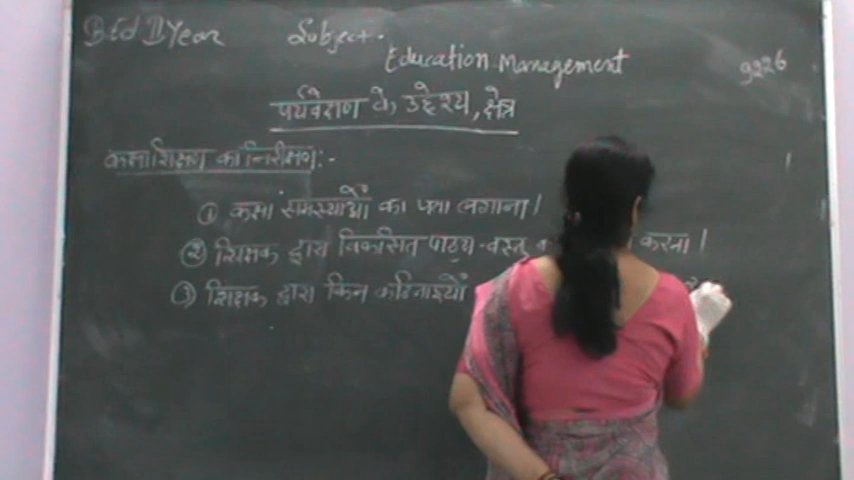 B.Ed II Year Subject-
Education Management
9226
पर्यवेक्षण के उद्देश्य, क्षेत्र
कक्षा शिक्षण का निरीक्षण:-
① कक्षा समस्याओं का पता लगाना।
② शिक्षक द्वारा विकसित पाठ्य-वस्तु करना।
③ शिक्षक द्वारा किन कठिनाइयों